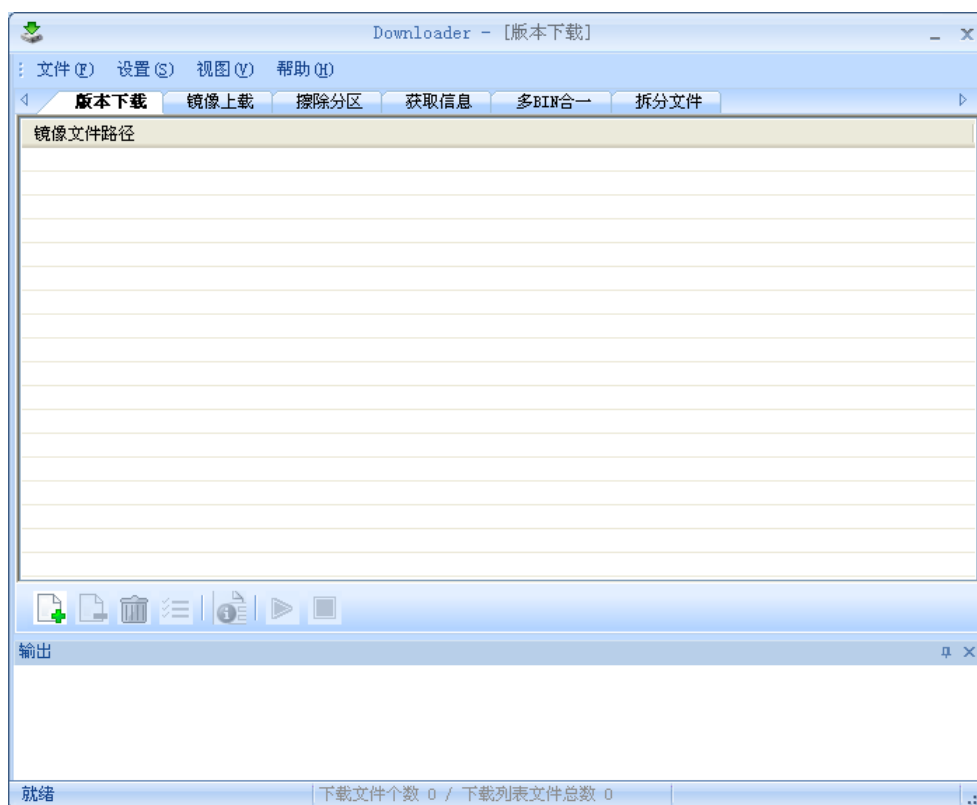 Downloader - [版本下载]
文件(F) 设置(S) 视图(V) 帮助(H)
版本下载 镜像上载 擦除分区 获取信息 多BIN合一 拆分文件
镜像文件路径
输出
就绪 下载文件个数 0 / 下载列表文件总数 0